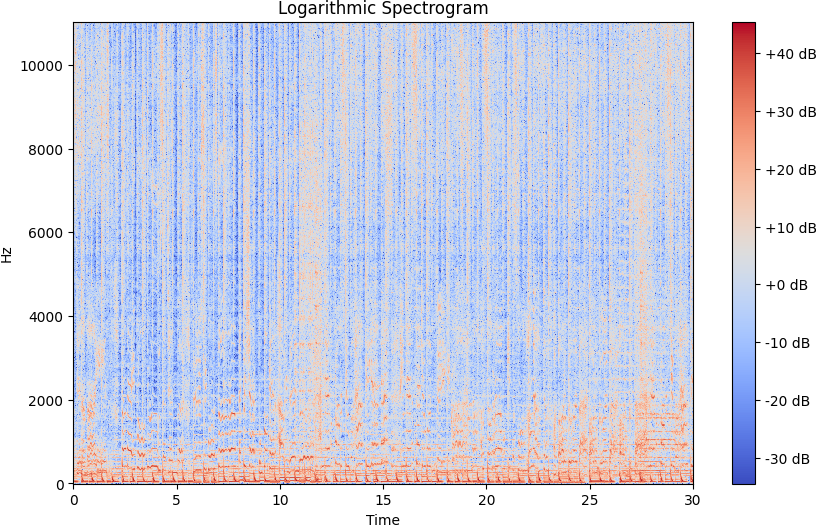 Logarithmic Spectrogram
Hz
10000
8000
6000
4000
2000
0
0 5 10 15 20 25 30
Time
+40 dB
+30 dB
+20 dB
+10 dB
+0 dB
-10 dB
-20 dB
-30 dB